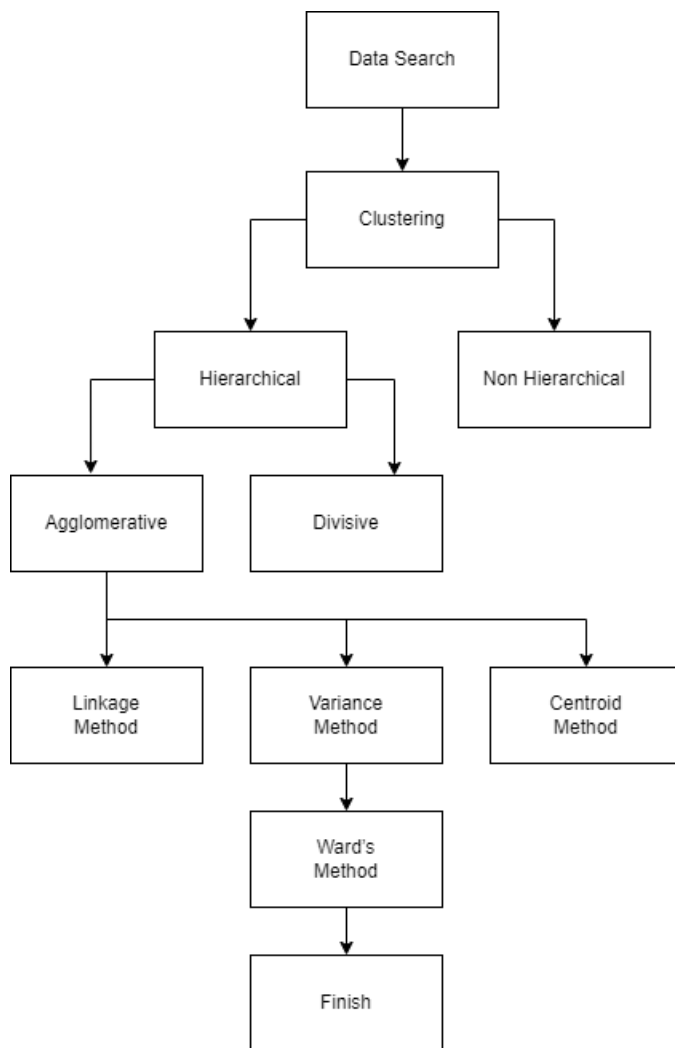 Data Search
Clustering
Hierarchical
Non Hierarchical
Agglomerative
Divisive
Linkage
Method
Variance
Method
Centroid
Method
Ward's
Method
Finish